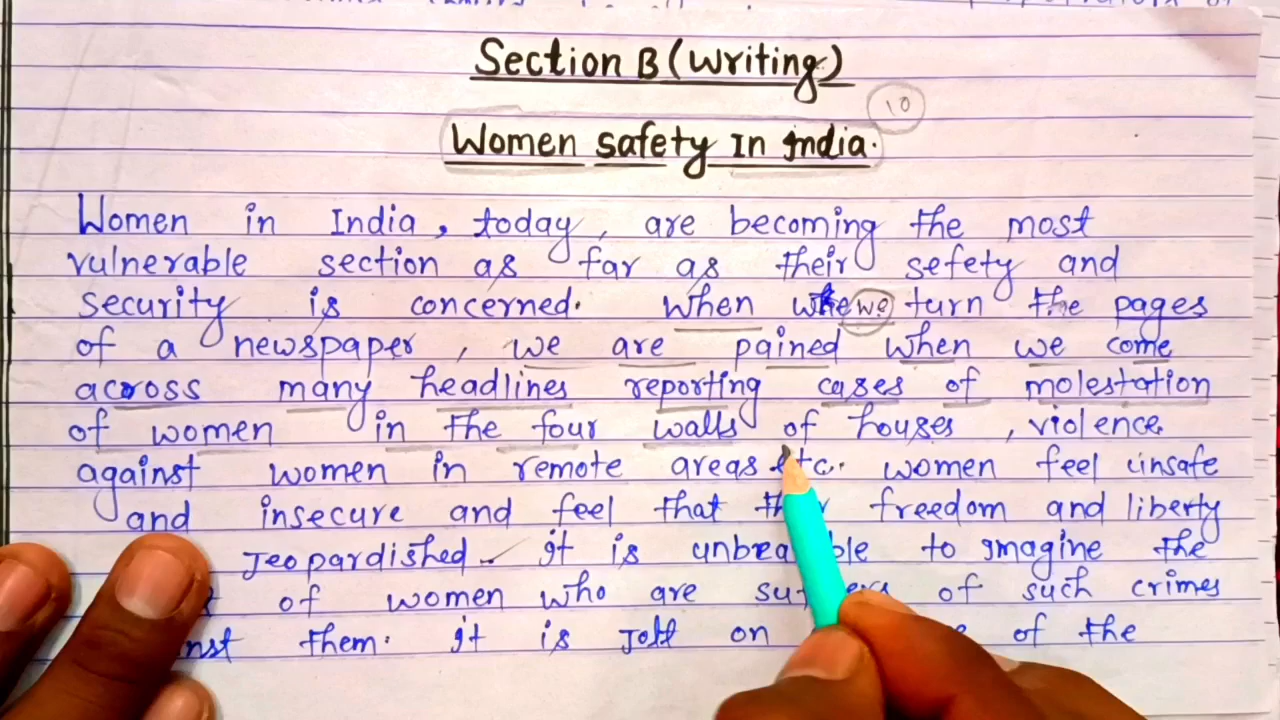 Section B (Writing)
10
Women safety In India.
Women in India, today, are becoming the most
vulnerable section as far as their sefety and
security is concerned. When we turn the pages
of a newspaper, we are pained when we come
across many headlines reporting cases of molestation
of women in the four walls of houses, violence.
against women in remote areas etc. women feel unsafe
and insecure and feel that freedom and liberty
Jeopardished. It is to imagine the
of women who are of such crimes
them. It is on of the